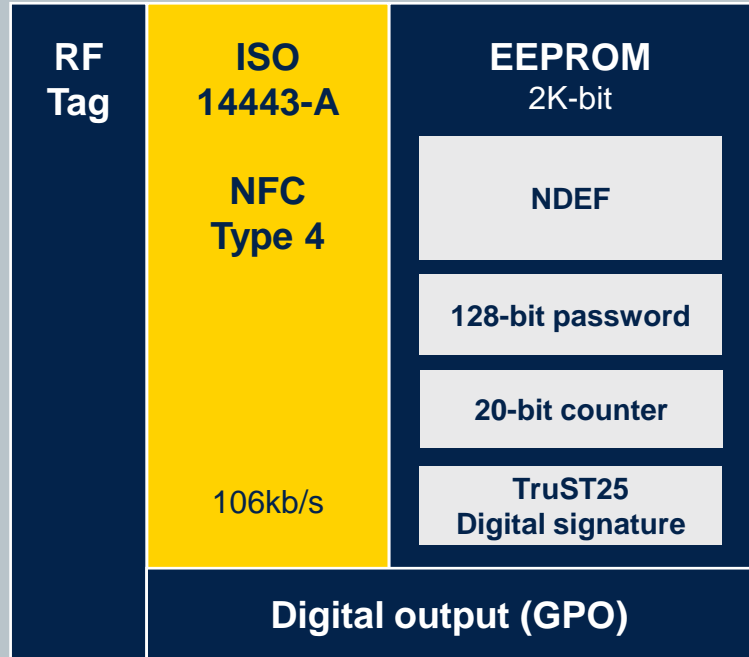 RF
Tag
ISO
14443-A
NFC
Type 4
106kb/s
EEPROM
2K-bit
NDEF
128-bit password
20-bit counter
TruST25
Digital signature
Digital output (GPO)